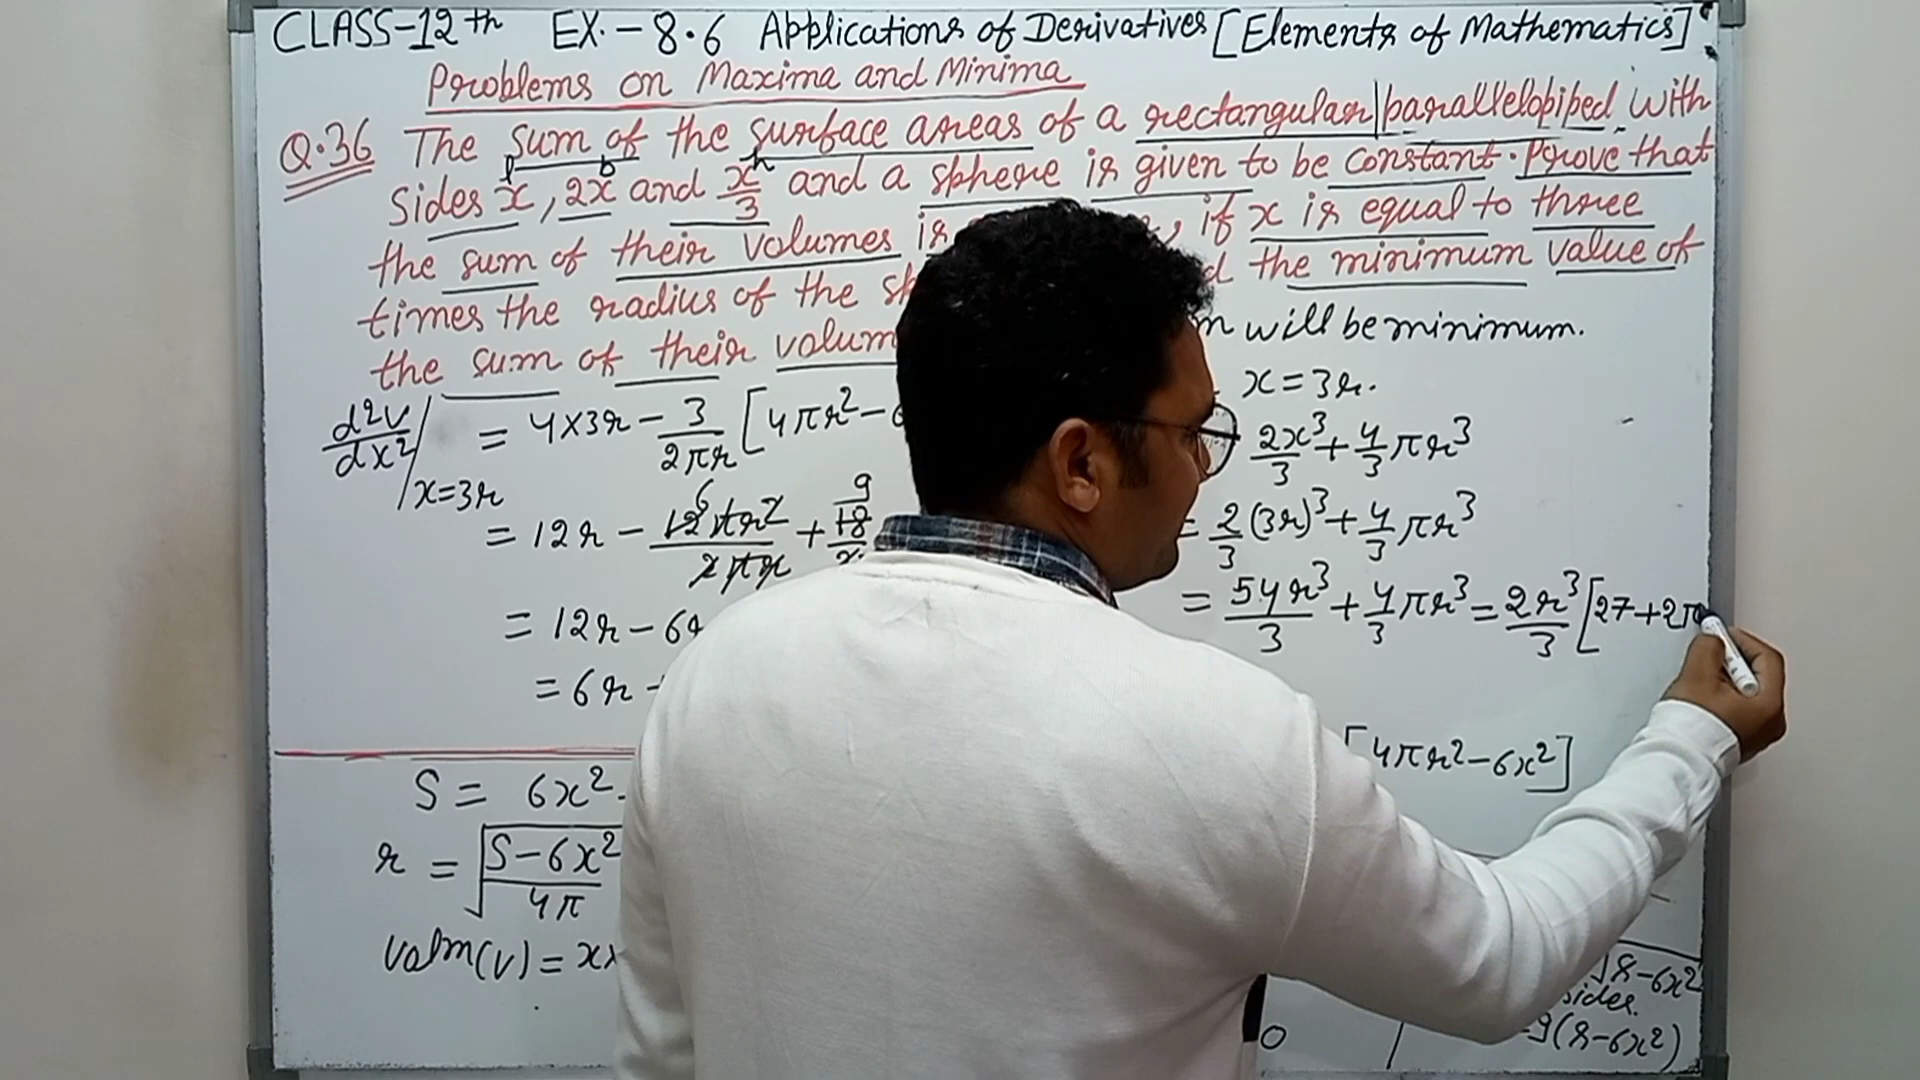 CLASS-12th EX.-8.6 Applications of Derivatives [Elements of Mathematics]
Problems on Maxima and Minima
Q.36 The sum of the surface areas of a rectangular | parallelopiped with
l b h
sides x, 2x and x/3 and a sphere is given to be constant. Prove that
the sum of their volumes is if x is equal to three
times the radius of the the minimum value of
the sum of their volum
will be minimum.
x = 3r.
d²v/dx² | x=3r = 4×3r - 3/2πr [4πr² -
= 12r - 12πr²/2πr + 18
6 9
= 12r - 6
= 6r
2x³/3 + 4/3 πr³
= 2/3 (3r)³ + 4/3 πr³
= 54r³/3 + 4/3 πr³ = 2r³/3 [27+2π
[4πr² - 6x²]
S = 6x²
r = √(S-6x²/4π
volm(v) = x×
√S-6x²
sides.
9(S-6x²)
0